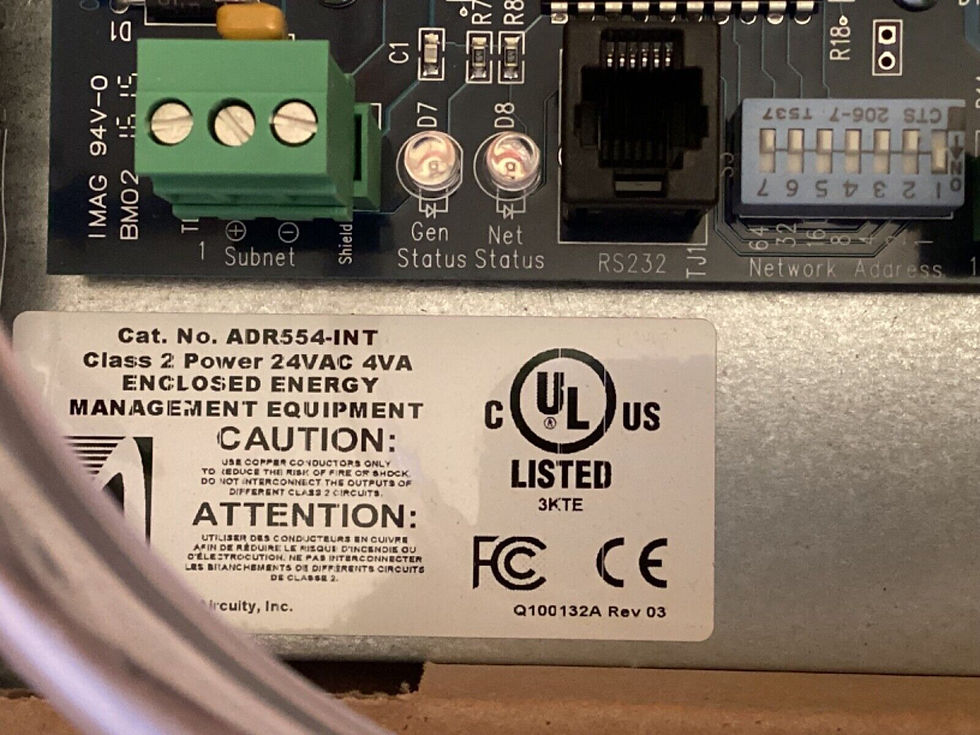 D1
C1
R7
R8
R18
IMAG 94V-0
BMO2
D7
D8
CTS 206-7 T537
NO
1 2 3 4 5 6 7
1
Subnet
Shield
Gen
Status
Net
Status
RS232
TJ1
64 32 16 8 4 2 1
Network Address
Cat. No. ADR554-INT
Class 2 Power 24VAC 4VA
ENCLOSED ENERGY
MANAGEMENT EQUIPMENT
CAUTION:
USE COPPER CONDUCTORS ONLY
TO REDUCE THE RISK OF FIRE OR SHOCK.
DO NOT INTERCONNECT THE OUTPUTS OF
DIFFERENT CLASS 2 CIRCUITS.
ATTENTION:
UTILISER DES CONDUCTEURS EN CUIVRE
AFIN DE RÉDUIRE LE RISQUE D'INCENDIE OU
D'ÉLECTROCUTION. NE PAS INTERCONNECTER
LES BRANCHEMENTS DE DIFFÉRENTS CIRCUITS
DE CLASSE 2.
ircuity, Inc.
C UL ® US
LISTED
3KTE
FC CE
Q100132A Rev 03